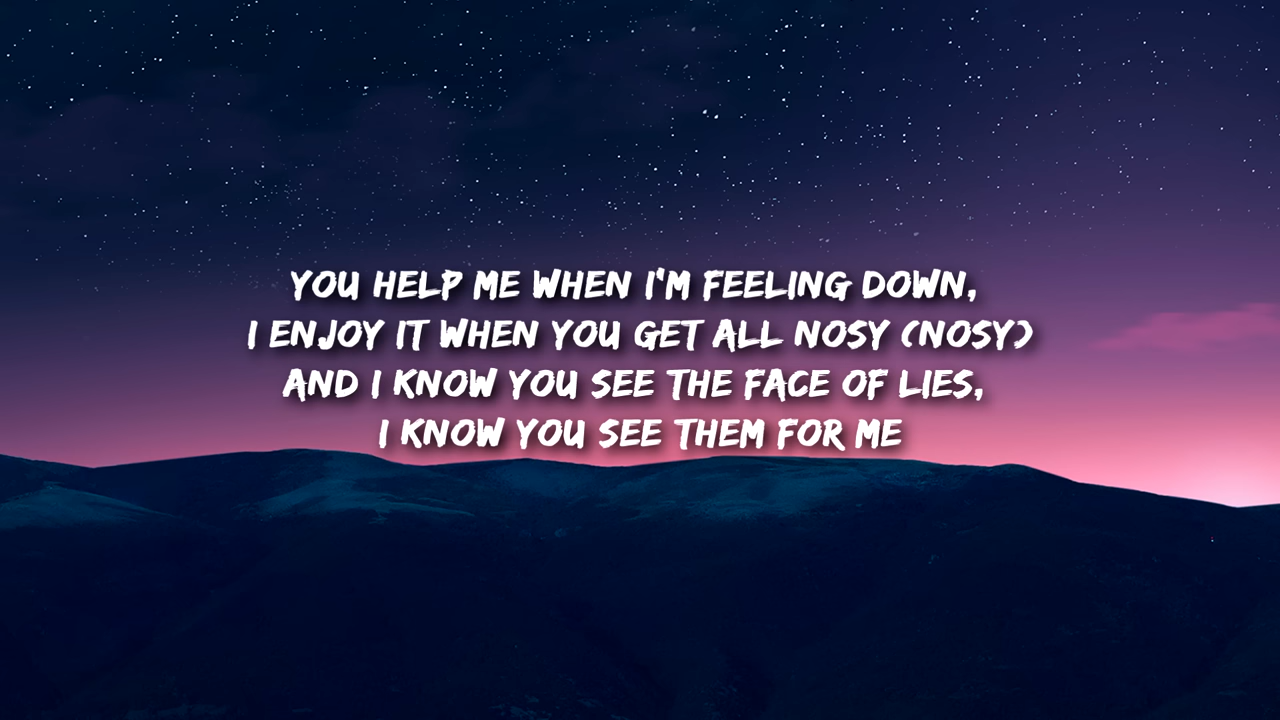 YOU HELP ME WHEN I'M FEELING DOWN,
I ENJOY IT WHEN YOU GET ALL NOSY (NOSY)
AND I KNOW YOU SEE THE FACE OF LIES,
I KNOW YOU SEE THEM FOR ME